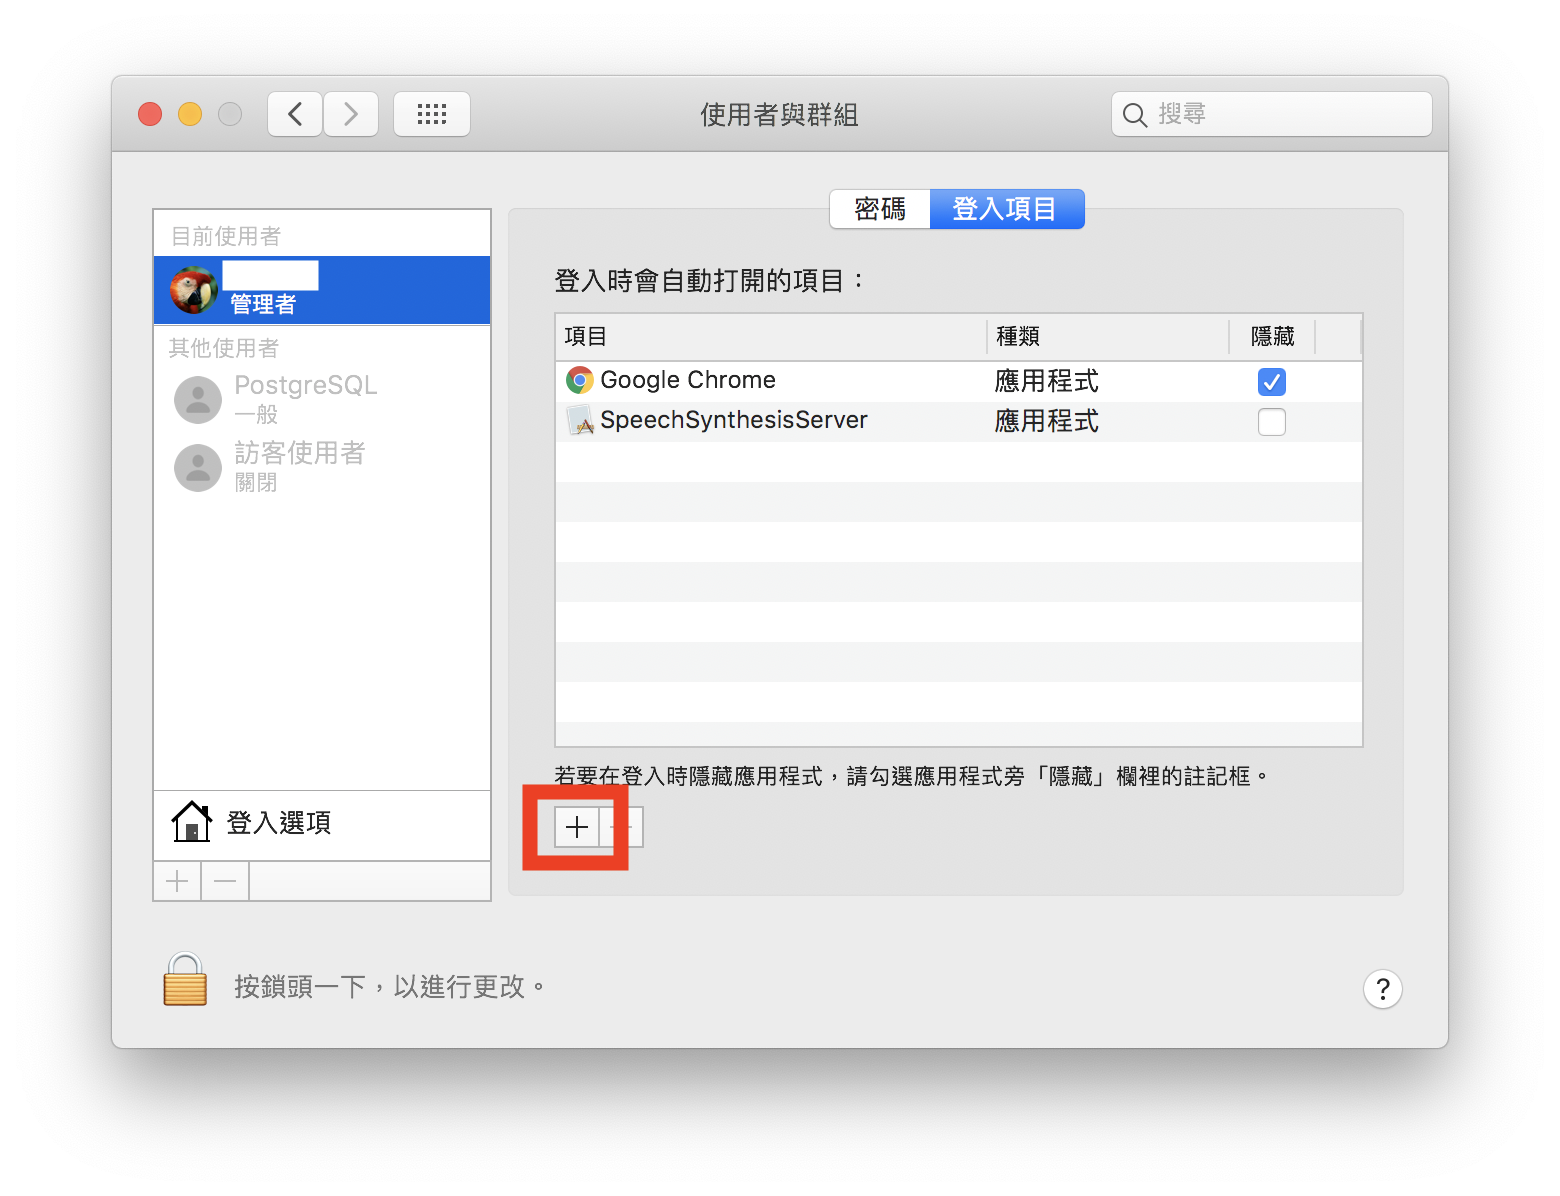 使用者與群組
搜尋
密碼
登入項目
目前使用者
管理者
其他使用者
PostgreSQL
一般
訪客使用者
關閉
登入選項
登入時會自動打開的項目：
項目 種類 隱藏
Google Chrome 應用程式
SpeechSynthesisServer 應用程式
若要在登入時隱藏應用程式，請勾選應用程式旁「隱藏」欄裡的註記框。
按鎖頭一下，以進行更改。
?